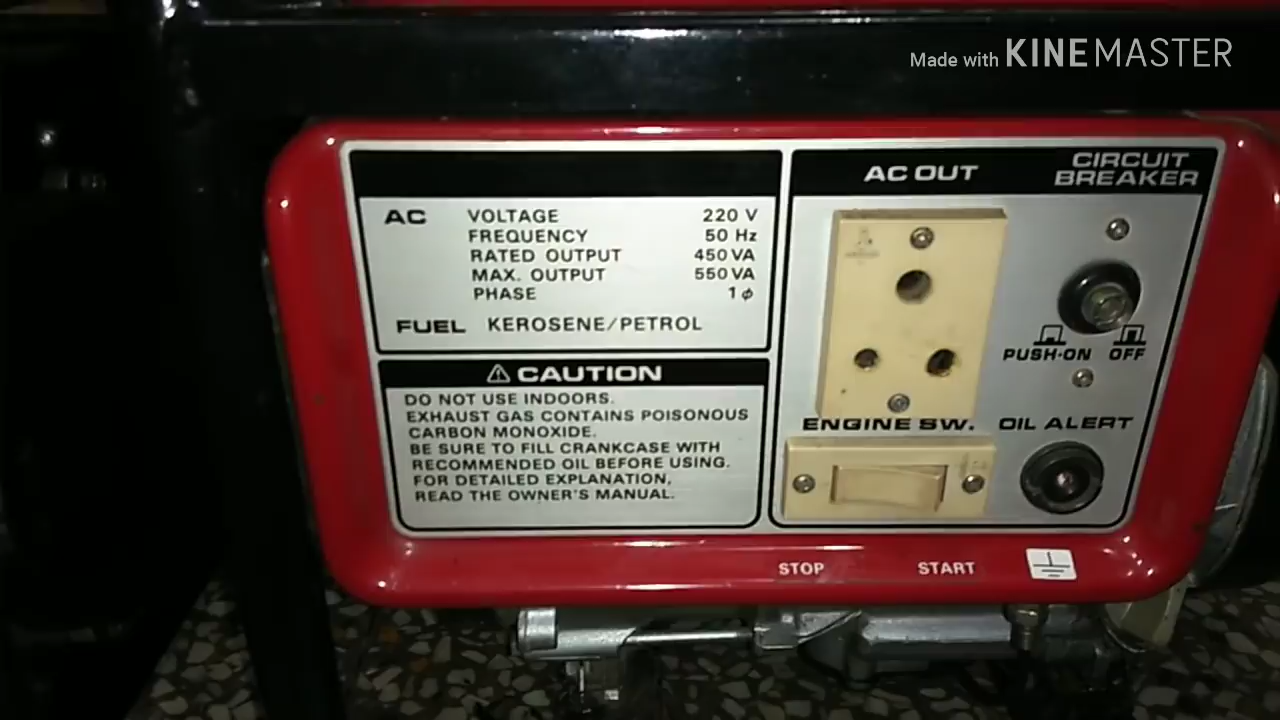 Made with KINEMASTER
AC VOLTAGE 220 V
FREQUENCY 50 Hz
RATED OUTPUT 450 VA
MAX. OUTPUT 550 VA
PHASE 1 ϕ
FUEL KEROSENE/PETROL
⚠ CAUTION
DO NOT USE INDOORS.
EXHAUST GAS CONTAINS POISONOUS
CARBON MONOXIDE.
BE SURE TO FILL CRANKCASE WITH
RECOMMENDED OIL BEFORE USING.
FOR DETAILED EXPLANATION,
READ THE OWNER'S MANUAL.
AC OUT
CIRCUIT
BREAKER
PUSH-ON OFF
ENGINE SW.
OIL ALERT
STOP START